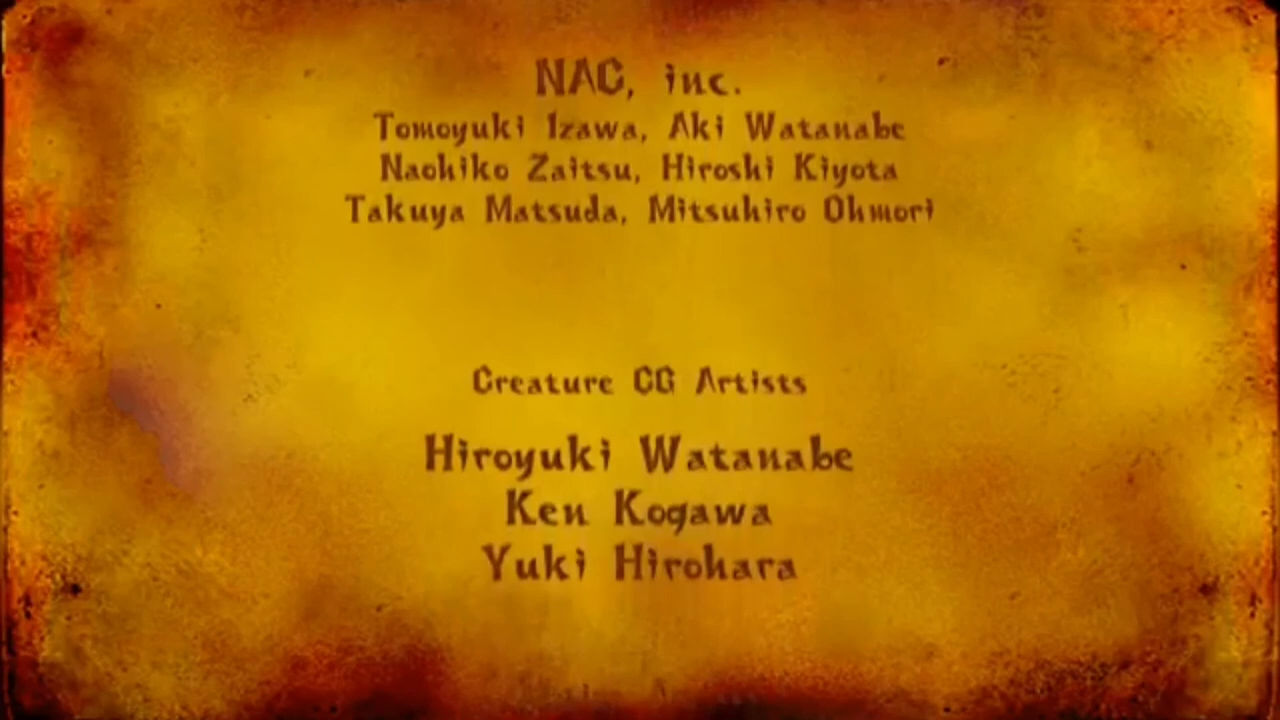 NAC, inc.
Tomoyuki Izawa, Aki Watanabe
Naohiko Zaitsu, Hiroshi Kiyota
Takuya Matsuda, Mitsuhiro Ohmori
Creature CG Artists
Hiroyuki Watanabe
Ken Kogawa
Yuki Hirohara